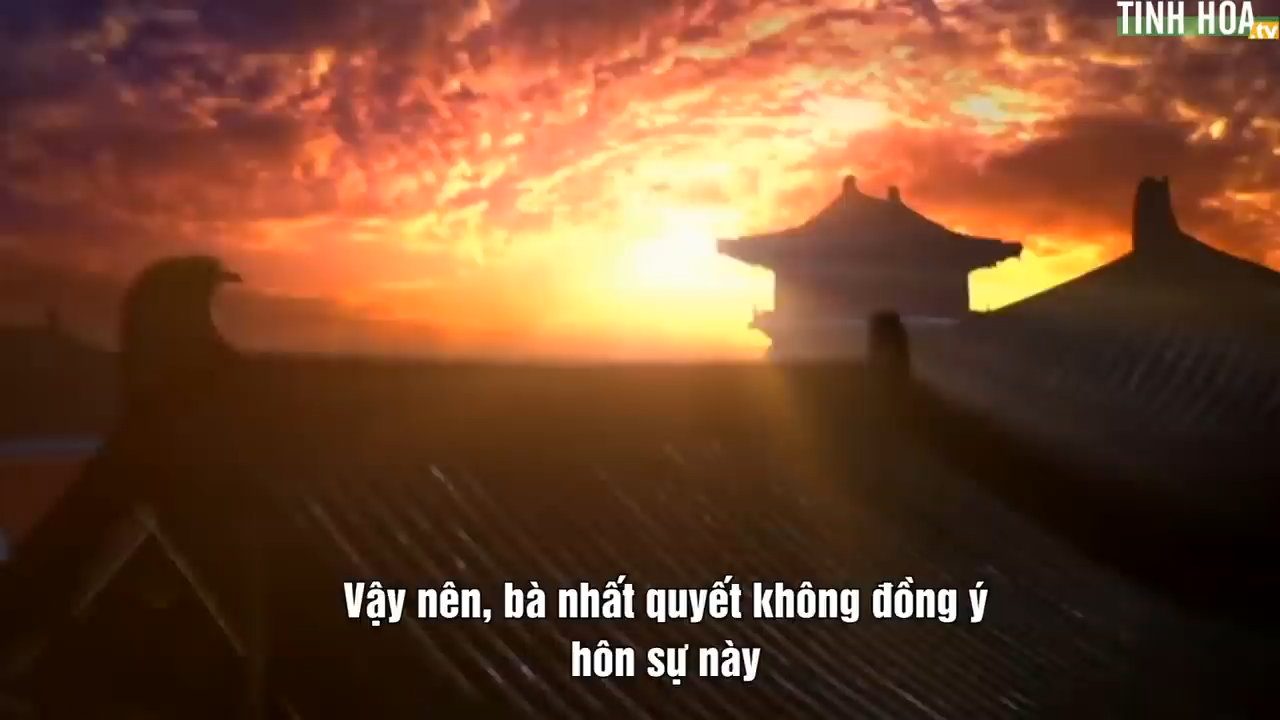 TINH HOA
.tv
Vậy nên, bà nhất quyết không đồng ý
hôn sự này